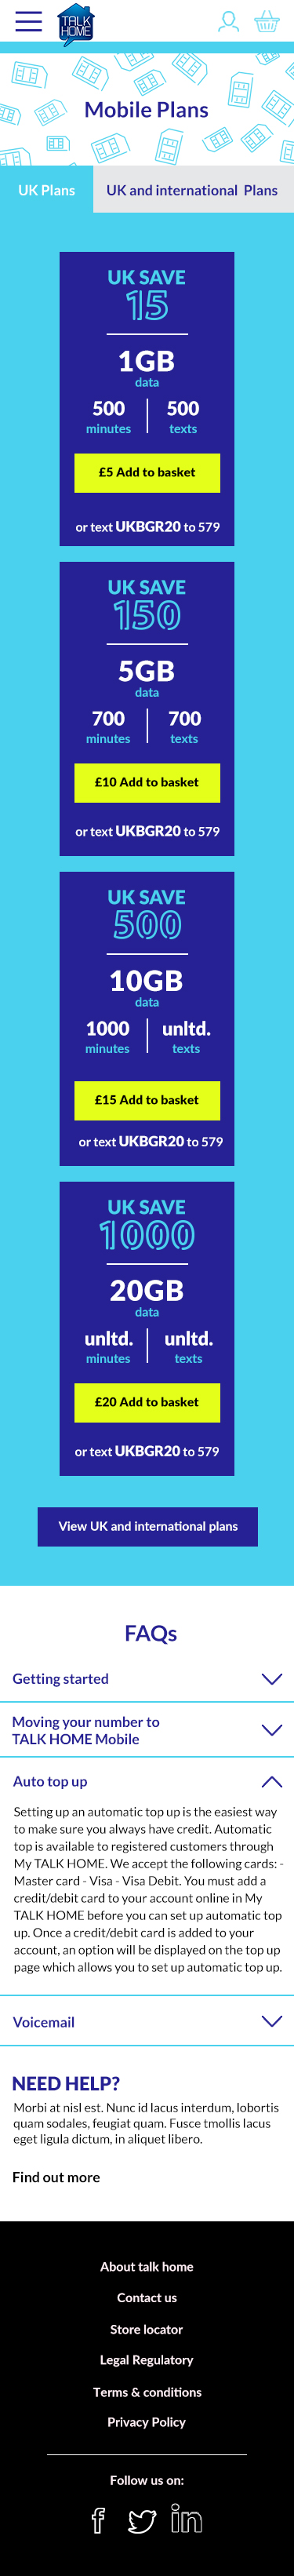 TALK
HOME
Mobile Plans
UK Plans
UK and international Plans
UK SAVE
15
1GB
data
500 500
minutes texts
£5 Add to basket
or text UKBGR20 to 579
UK SAVE
150
5GB
data
700 700
minutes texts
£10 Add to basket
or text UKBGR20 to 579
UK SAVE
500
10GB
data
1000 unltd.
minutes texts
£15 Add to basket
or text UKBGR20 to 579
UK SAVE
1000
20GB
data
unltd. unltd.
minutes texts
£20 Add to basket
or text UKBGR20 to 579
View UK and international plans
FAQs
Getting started
Moving your number to
TALK HOME Mobile
Auto top up
Setting up an automatic top up is the easiest way
to make sure you always have credit. Automatic
top is available to registered customers through
My TALK HOME. We accept the following cards: -
Master card - Visa - Visa Debit. You must add a
credit/debit card to your account online in My
TALK HOME before you can set up automatic top
up. Once a credit/debit card is added to your
account, an option will be displayed on the top up
page which allows you to set up automatic top up.
Voicemail
NEED HELP?
Morbi at nisl est. Nunc id lacus interdum, lobortis
quam sodales, feugiat quam. Fusce tmollis lacus
eget ligula dictum, in aliquet libero.
Find out more
About talk home
Contact us
Store locator
Legal Regulatory
Terms & conditions
Privacy Policy
Follow us on: